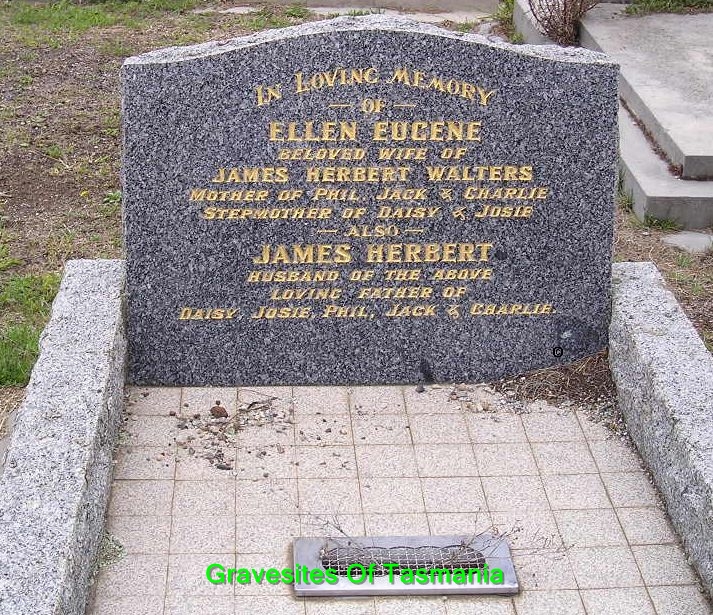 IN LOVING MEMORY
— OF —
ELLEN EUGENE
BELOVED WIFE OF
JAMES HERBERT WALTERS
MOTHER OF PHIL, JACK & CHARLIE
STEPMOTHER OF DAISY & JOSIE
— ALSO —
JAMES HERBERT
HUSBAND OF THE ABOVE
LOVING FATHER OF
DAISY, JOSIE, PHIL, JACK & CHARLIE.
©
Gravesites Of Tasmania